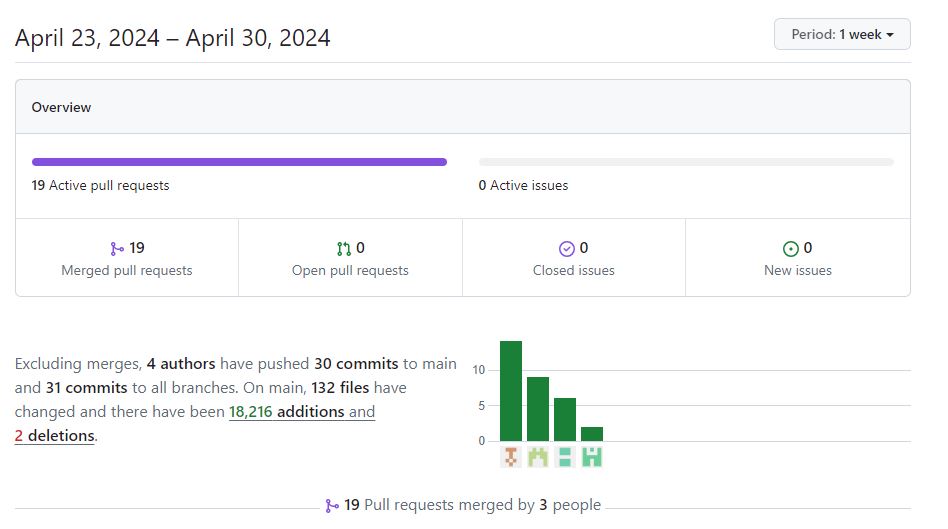 April 23, 2024 – April 30, 2024
Period: 1 week
Overview
19 Active pull requests
0 Active issues
19
Merged pull requests
0
Open pull requests
0
Closed issues
0
New issues
Excluding merges, 4 authors have pushed 30 commits to main
and 31 commits to all branches. On main, 132 files have
changed and there have been 18,216 additions and
2 deletions.
10
5
0
19 Pull requests merged by 3 people